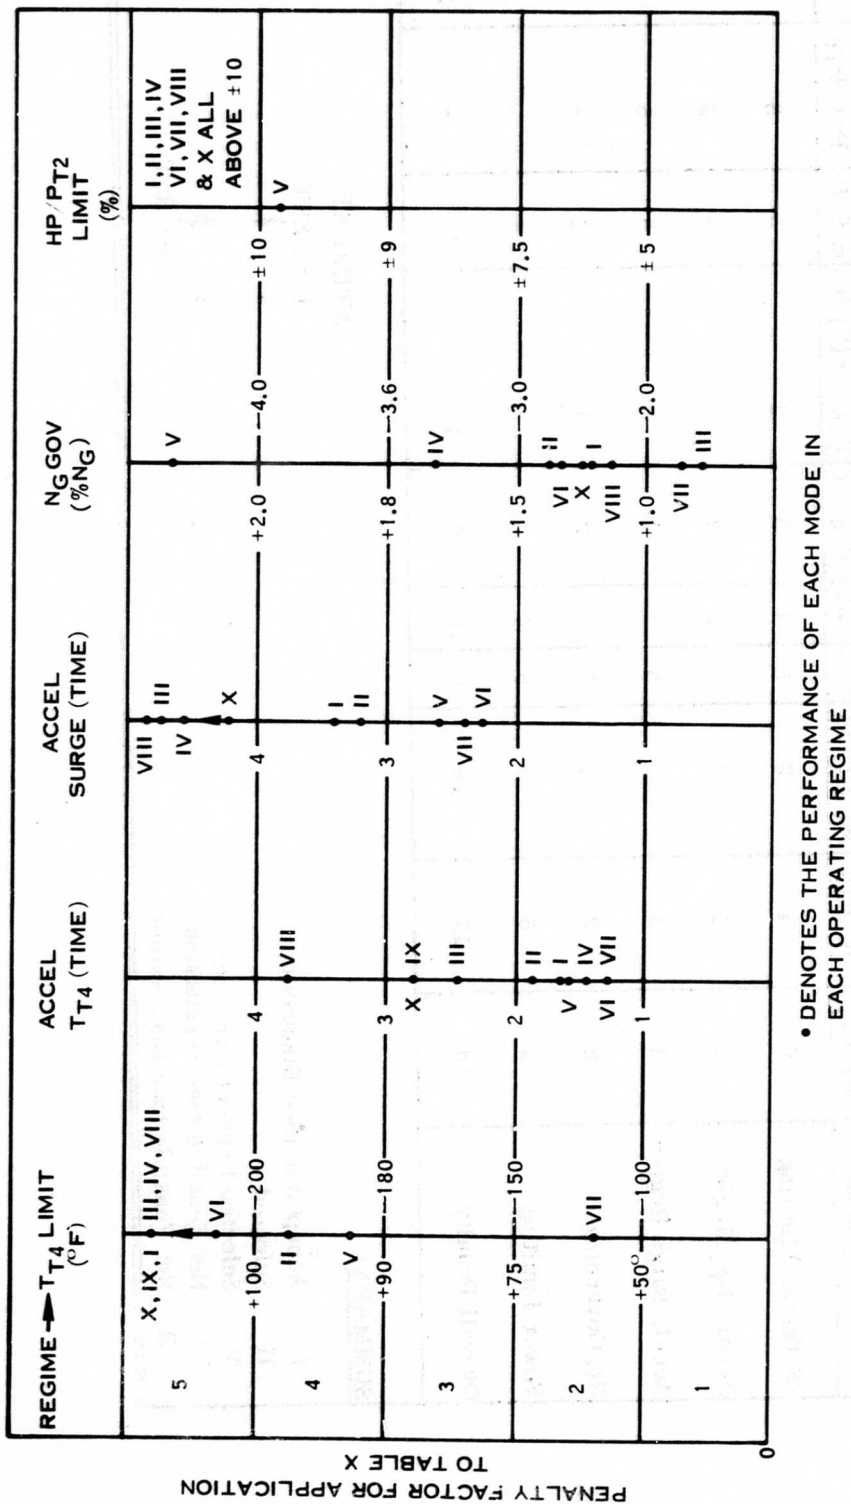 REGIME → TT4 LIMIT (°F)
ACCEL TT4 (TIME)
ACCEL SURGE (TIME)
NG GOV (%NG)
HP/PT2 LIMIT (%)
PENALTY FACTOR FOR APPLICATION
TO TABLE X
5
X, IX, I
III, IV, VIII
VI
VIII
III
IV
X
V
I, II, III, IV
VI, VII, VIII
& X ALL
ABOVE ±10
+100
-200
4
4
+2.0
-4.0
±10
4
II
V
VIII
I
II
V
+90
-180
3
3
+1.8
-3.6
±9
3
X
IX
III
V
VII
VI
IV
+75
-150
2
2
+1.5
-3.0
±7.5
2
VII
II
I
V
IV
VI
VII
II
VI
X
I
VIII
+50°
-100
1
1
+1.0
-2.0
±5
1
VII
III
0
• DENOTES THE PERFORMANCE OF EACH MODE IN
EACH OPERATING REGIME